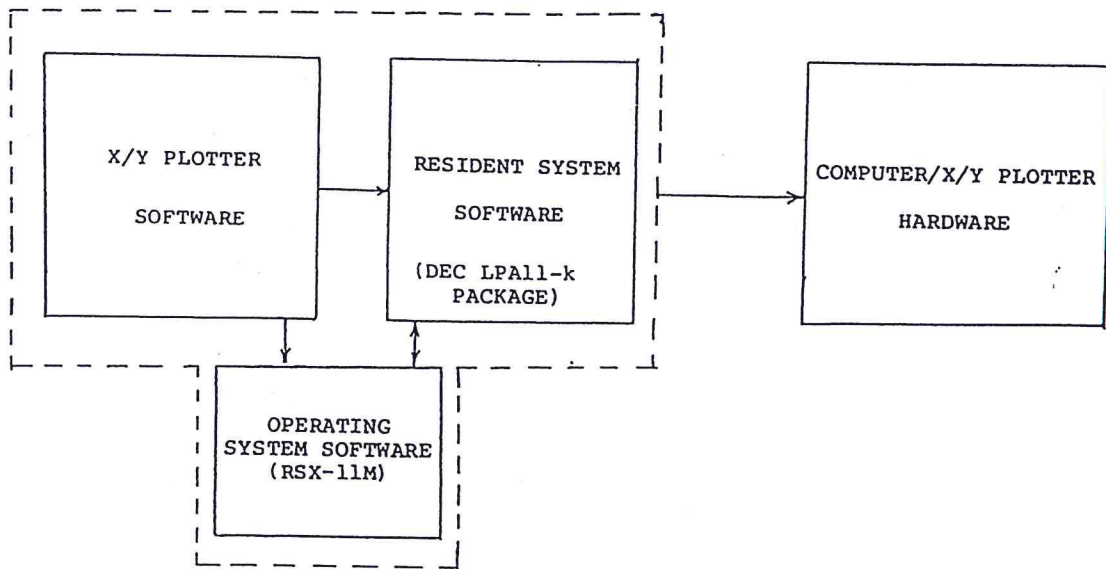 X/Y PLOTTER
SOFTWARE
RESIDENT SYSTEM
SOFTWARE
(DEC LPA11-k
PACKAGE)
COMPUTER/X/Y PLOTTER
HARDWARE
OPERATING
SYSTEM SOFTWARE
(RSX-11M)